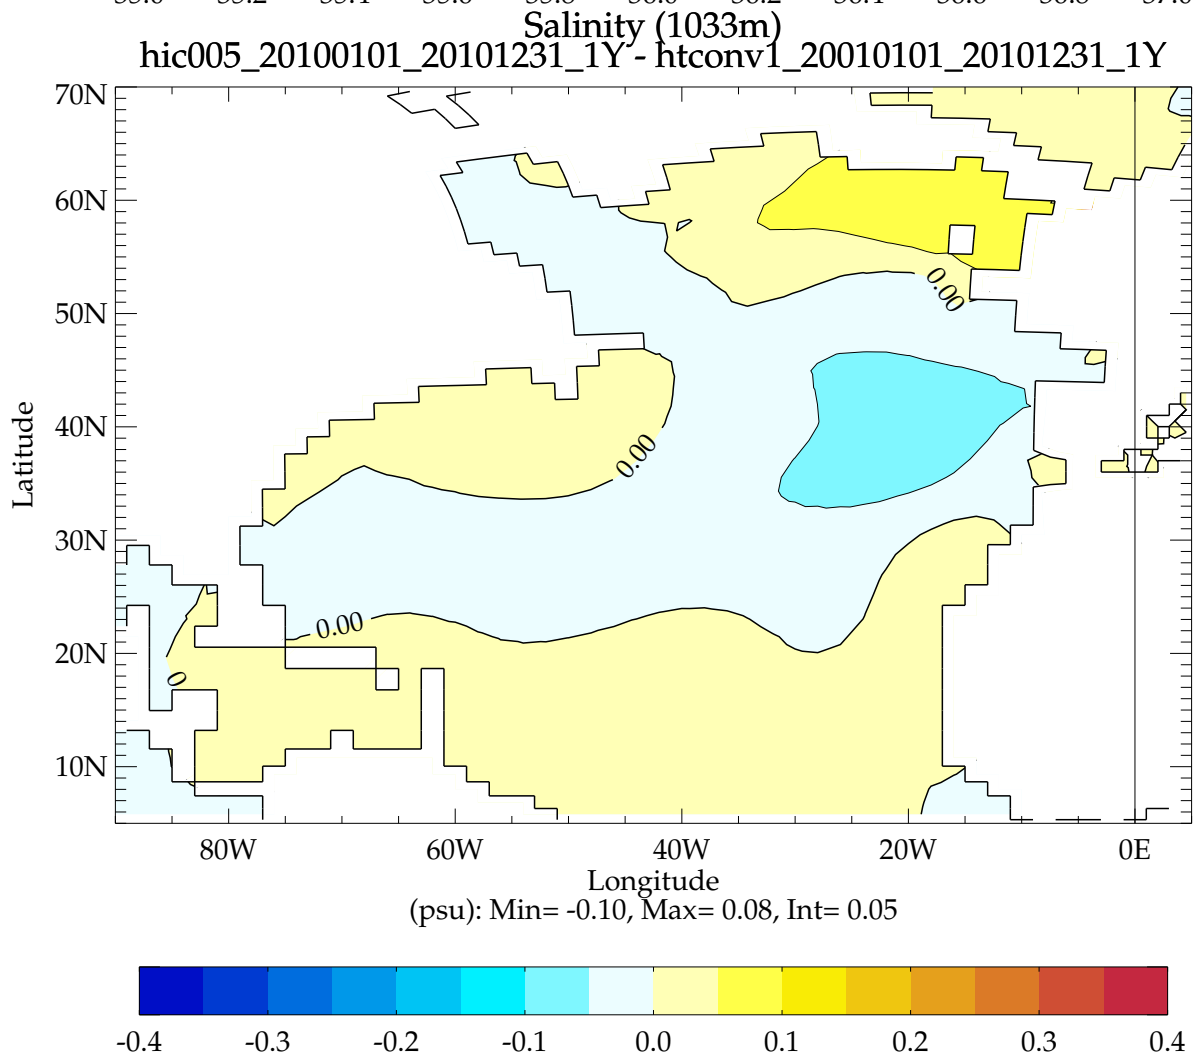 Salinity (1033m)
hic005_20100101_20101231_1Y - htconv1_20010101_20101231_1Y
70N
60N
50N
40N
30N
20N
10N
Latitude
0.00
0.00
0.00
0
80W 60W 40W 20W 0E
Longitude
(psu): Min= -0.10, Max= 0.08, Int= 0.05
-0.4 -0.3 -0.2 -0.1 0.0 0.1 0.2 0.3 0.4